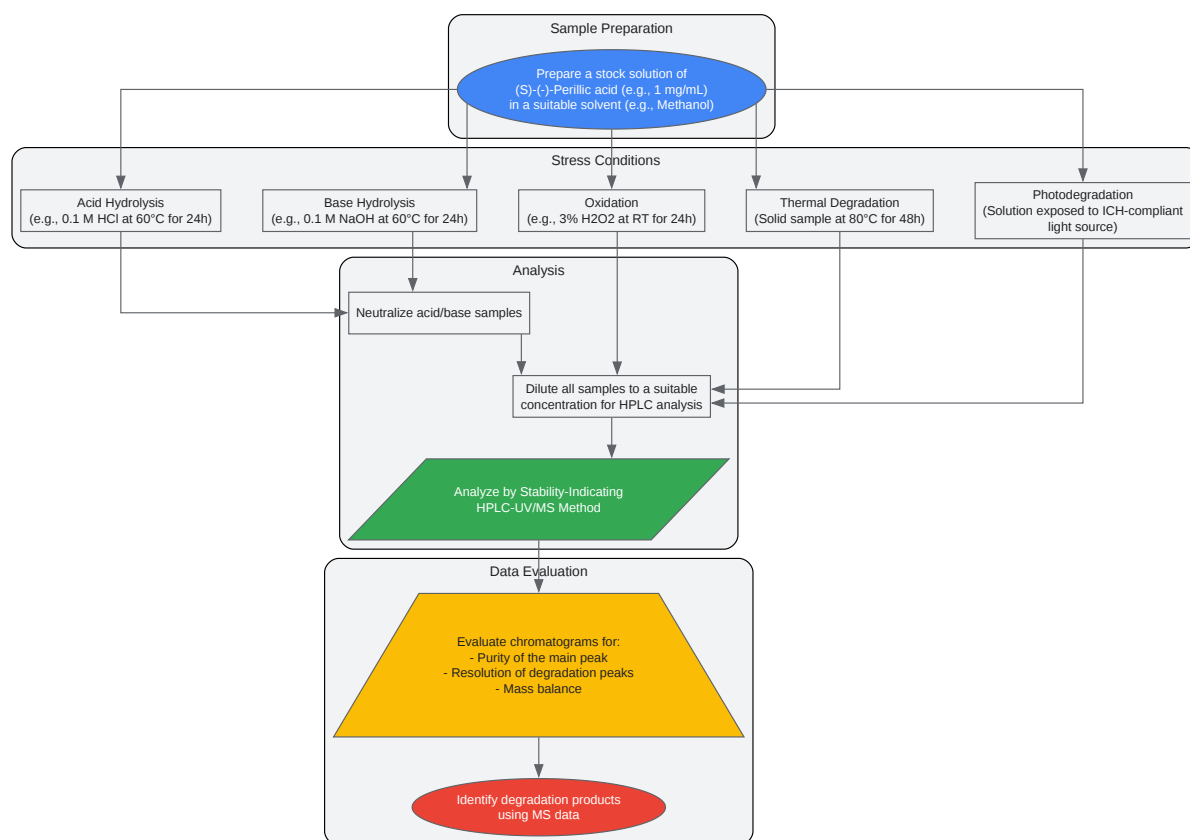 Sample Preparation
Prepare a stock solution of
(S)-(-)-Perillic acid (e.g., 1 mg/mL)
in a suitable solvent (e.g., Methanol)
Stress Conditions
Acid Hydrolysis
(e.g., 0.1 M HCl at 60°C for 24h)
Base Hydrolysis
(e.g., 0.1 M NaOH at 60°C for 24h)
Oxidation
(e.g., 3% H2O2 at RT for 24h)
Thermal Degradation
(Solid sample at 80°C for 48h)
Photodegradation
(Solution exposed to ICH-compliant
light source)
Analysis
Neutralize acid/base samples
Dilute all samples to a suitable
concentration for HPLC analysis
Analyze by Stability-Indicating
HPLC-UV/MS Method
Data Evaluation
Evaluate chromatograms for:
- Purity of the main peak
- Resolution of degradation peaks
- Mass balance
Identify degradation products
using MS data